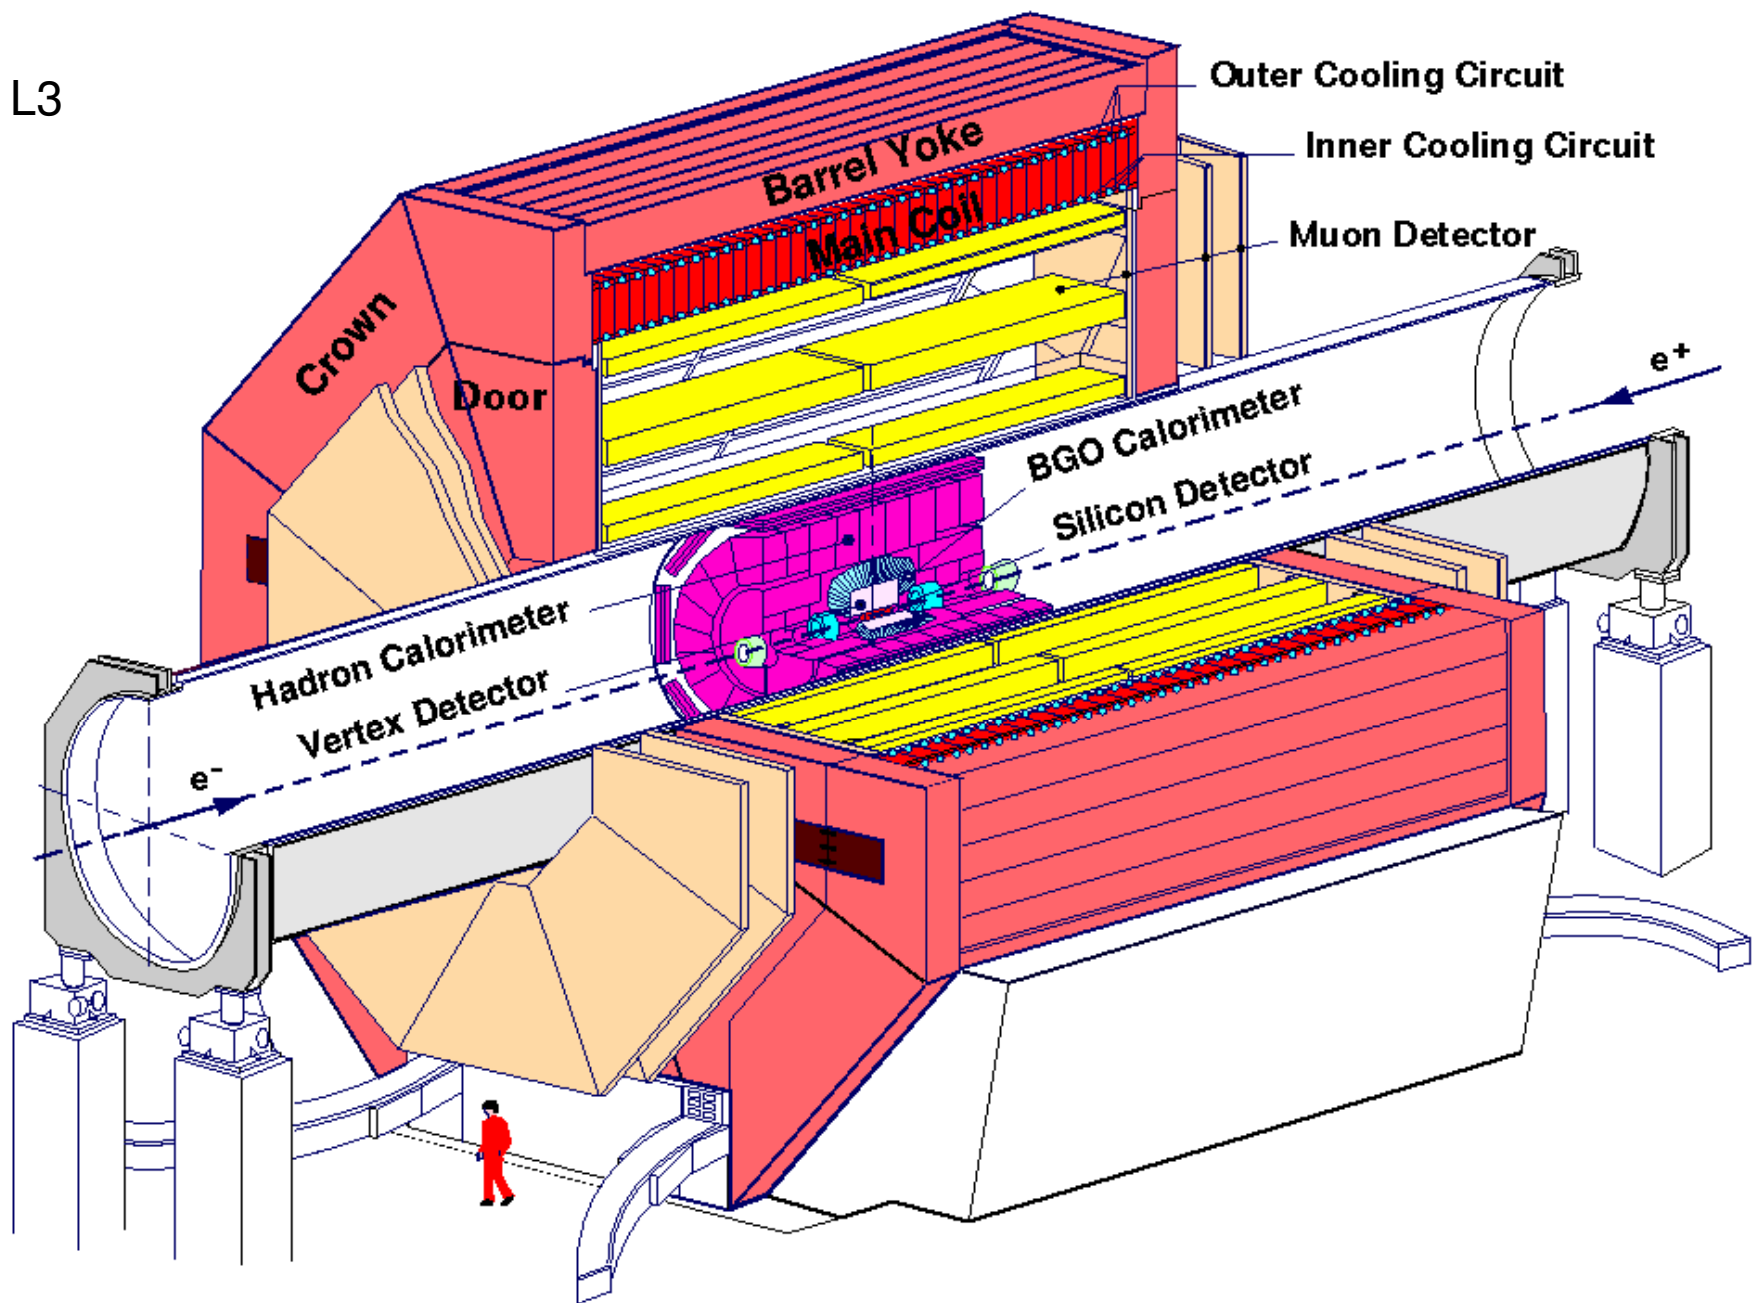 L3
Outer Cooling Circuit
Inner Cooling Circuit
Barrel Yoke
Main Coil
Muon Detector
Crown
Door
e+
BGO Calorimeter
Silicon Detector
Hadron Calorimeter
Vertex Detector
e-